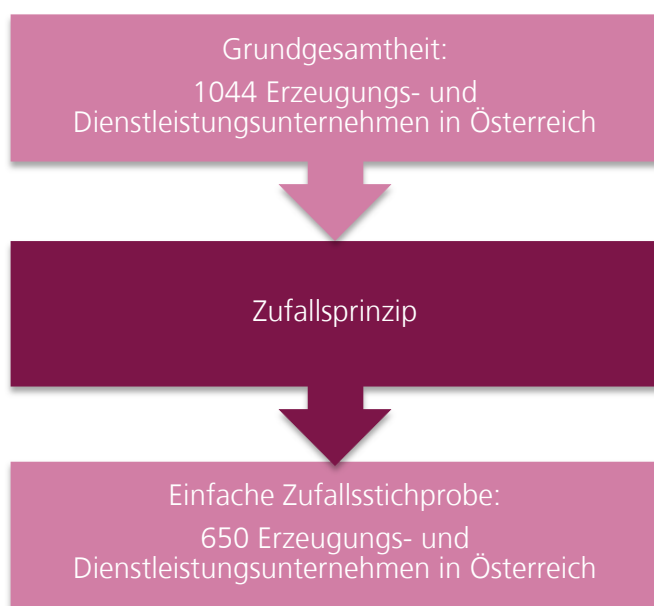 Grundgesamtheit:
1044 Erzeugungs- und
Dienstleistungsunternehmen in Österreich
Zufallsprinzip
Einfache Zufallsstichprobe:
650 Erzeugungs- und
Dienstleistungsunternehmen in Österreich